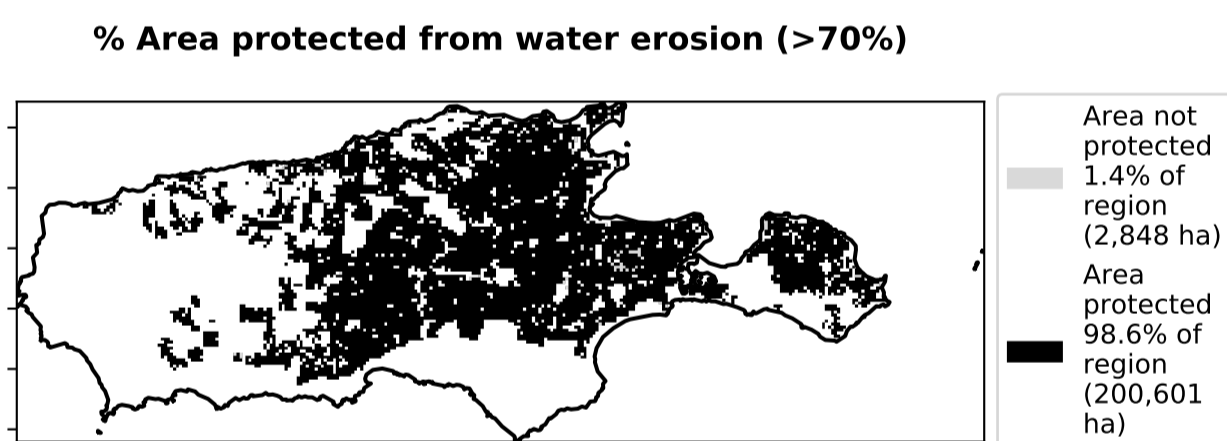 % Area protected from water erosion (>70%)
Area not
protected
1.4% of
region
(2,848 ha)
Area
protected
98.6% of
region
(200,601
ha)